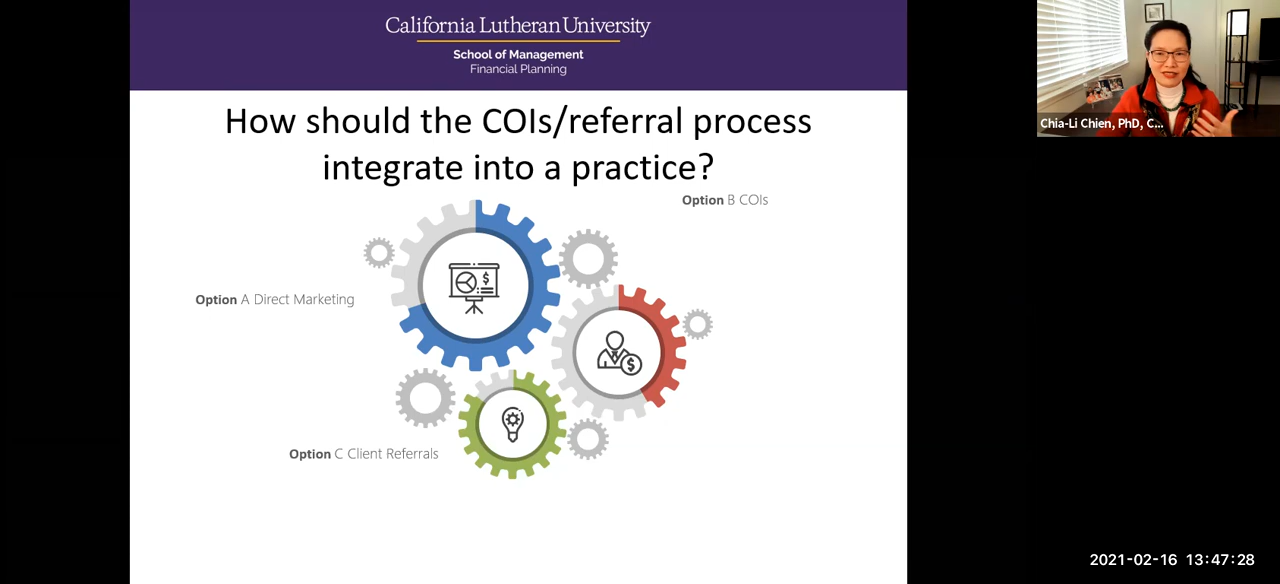 California Lutheran University
School of Management
Financial Planning
How should the COIs/referral process
integrate into a practice?
Option B COIs
$
Option A Direct Marketing
$
Option C Client Referrals
Chia-Li Chien, PhD, C...
2021-02-16 13:47:28